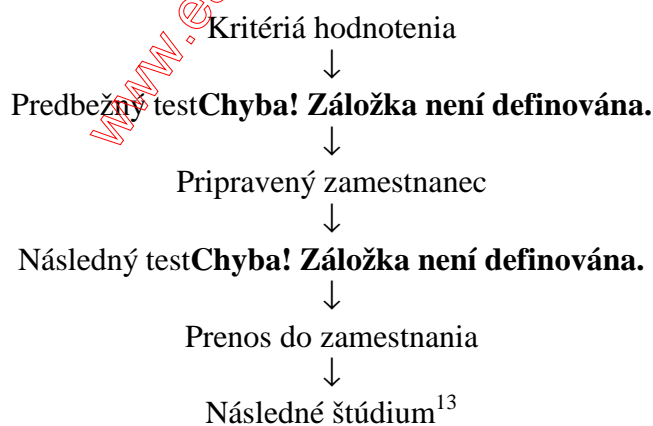 Kritériá hodnotenia
↓
Predbežný testChyba! Záložka není definována.
↓
Pripravený zamestnanec
↓
Následný testChyba! Záložka není definována.
↓
Prenos do zamestnania
↓
Následné štúdium13
www.e